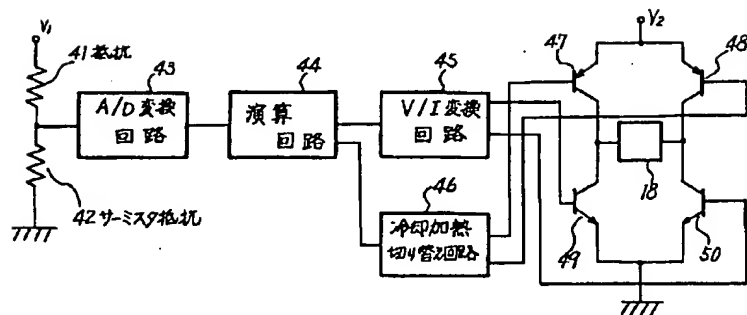 V1
41 抵抗
42 サーミスタ抵抗
43
A/D変換
回路
44
演算
回路
45
V/I変換
回路
46
冷却加熱
切り替え回路
V2
47
48
18
49
50